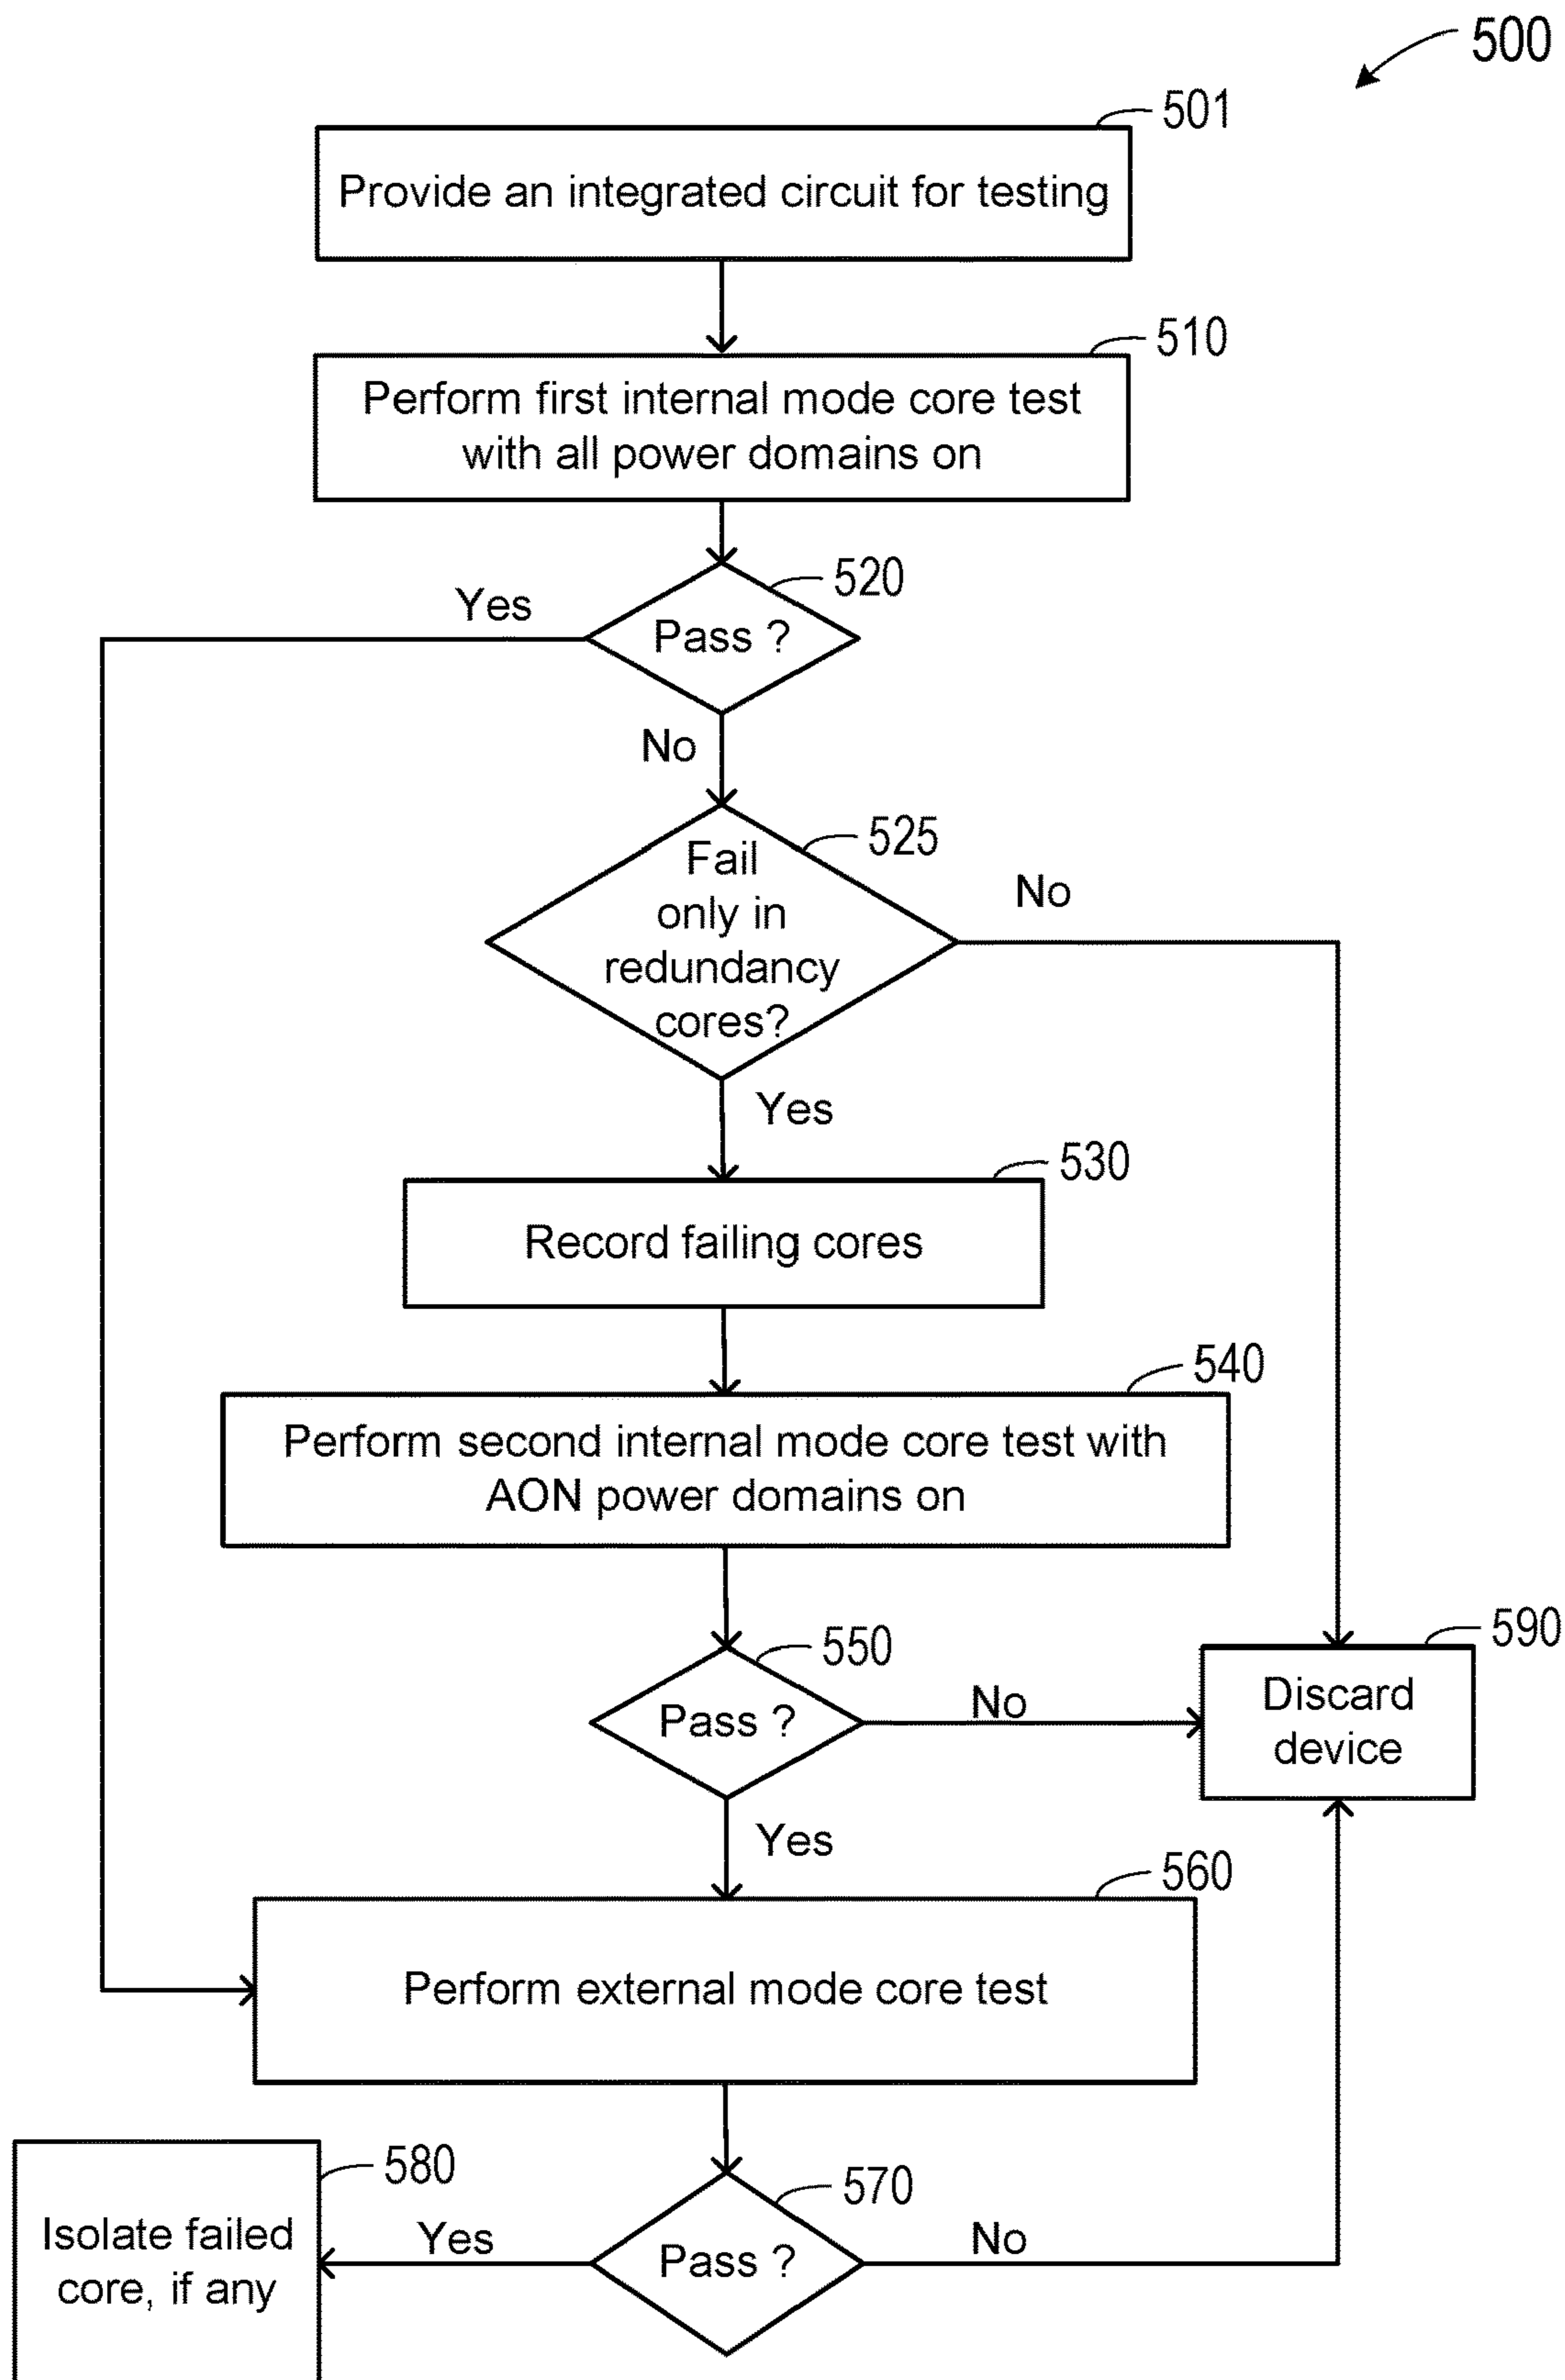 500
501
Provide an integrated circuit for testing
510
Perform first internal mode core test
with all power domains on
520
Yes
Pass ?
No
525
Fail
only in
redundancy
cores?
No
Yes
530
Record failing cores
540
Perform second internal mode core test with
AON power domains on
550
Pass ?
No
590
Discard
device
Yes
560
Perform external mode core test
580
Isolate failed
core, if any
Yes
570
Pass ?
No